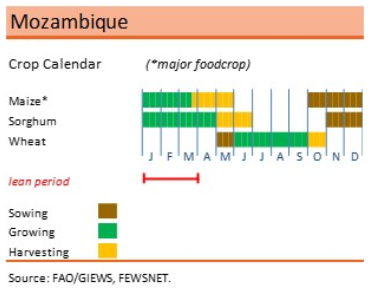 Mozambique
Crop Calendar (*major foodcrop)
Maize*
Sorghum
Wheat
J F M A M J J A S O N D
lean period
Sowing
Growing
Harvesting
Source: FAO/GIEWS, FEWSNET.